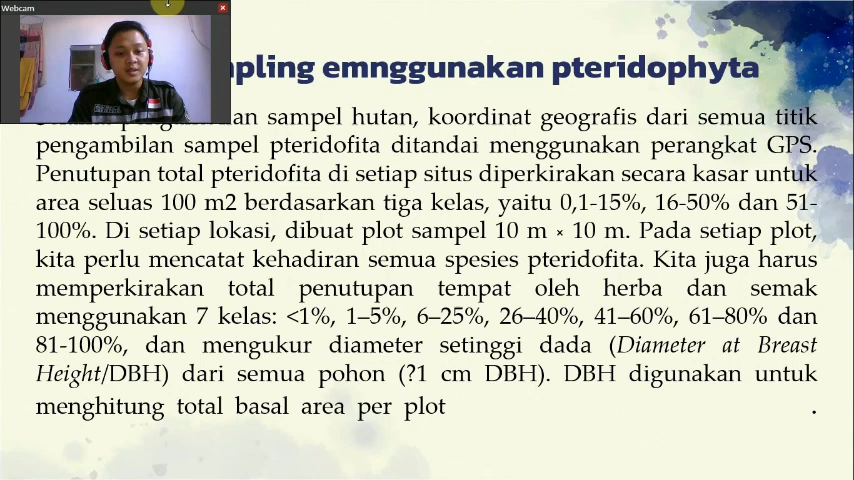 Webcam
mpling emnggunakan pteridophyta
sampel hutan, koordinat geografis dari semua titik
pengambilan sampel pteridofita ditandai menggunakan perangkat GPS.
Penutupan total pteridofita di setiap situs diperkirakan secara kasar untuk
area seluas 100 m2 berdasarkan tiga kelas, yaitu 0,1-15%, 16-50% dan 51-
100%. Di setiap lokasi, dibuat plot sampel 10 m × 10 m. Pada setiap plot,
kita perlu mencatat kehadiran semua spesies pteridofita. Kita juga harus
memperkirakan total penutupan tempat oleh herba dan semak
menggunakan 7 kelas: <1%, 1–5%, 6–25%, 26–40%, 41–60%, 61–80% dan
81-100%, dan mengukur diameter setinggi dada (Diameter at Breast
Height/DBH) dari semua pohon (?1 cm DBH). DBH digunakan untuk
menghitung total basal area per plot .